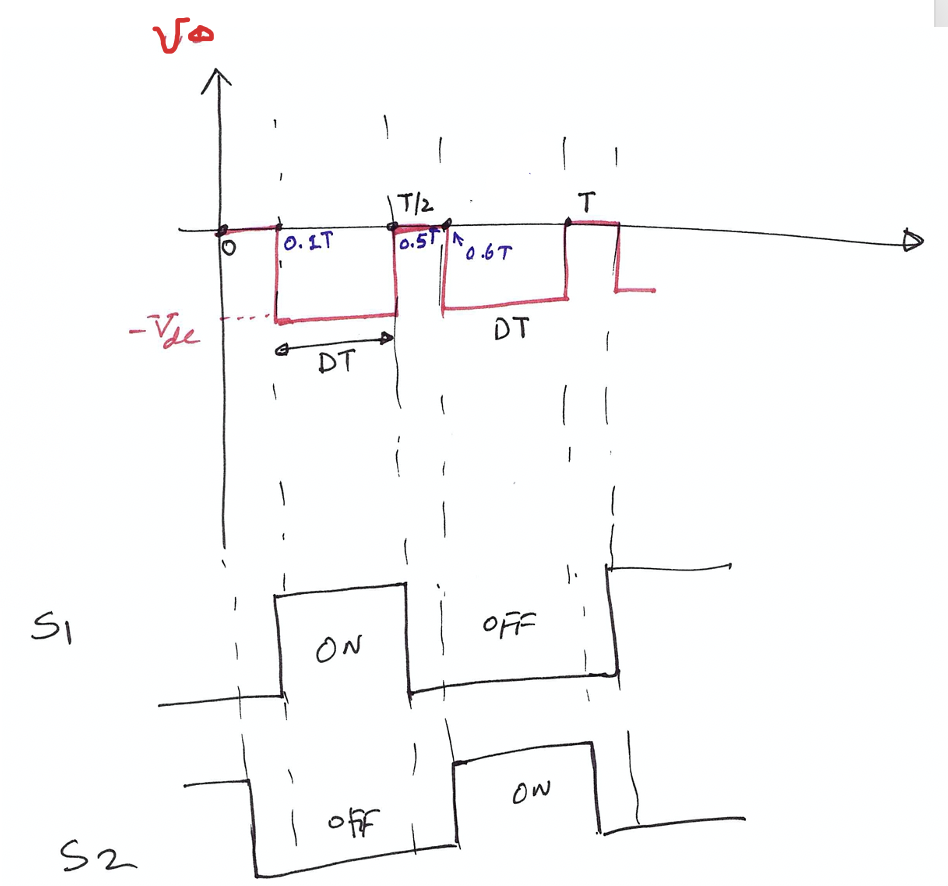 Vo
T/2
T
0
0.1T
0.5T
0.6T
-Vdc
DT
DT
S1
ON
OFF
S2
OFF
ON